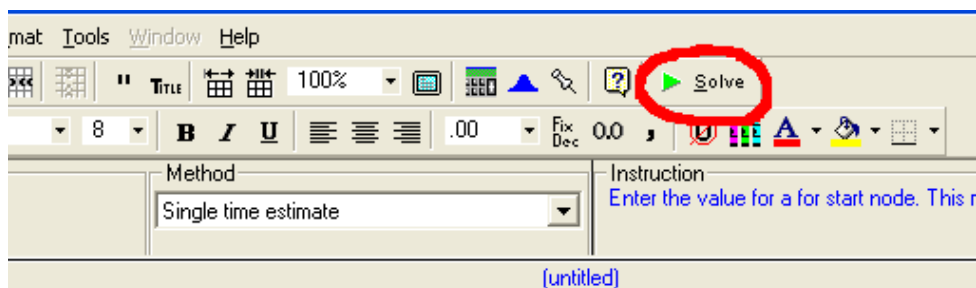 mat Tools Window Help
" TITLE 100% ? Solve
8 B I U .00 Fix Dec 0.0 , A
Method Instruction
Single time estimate Enter the value for a for start node. This
(untitled)